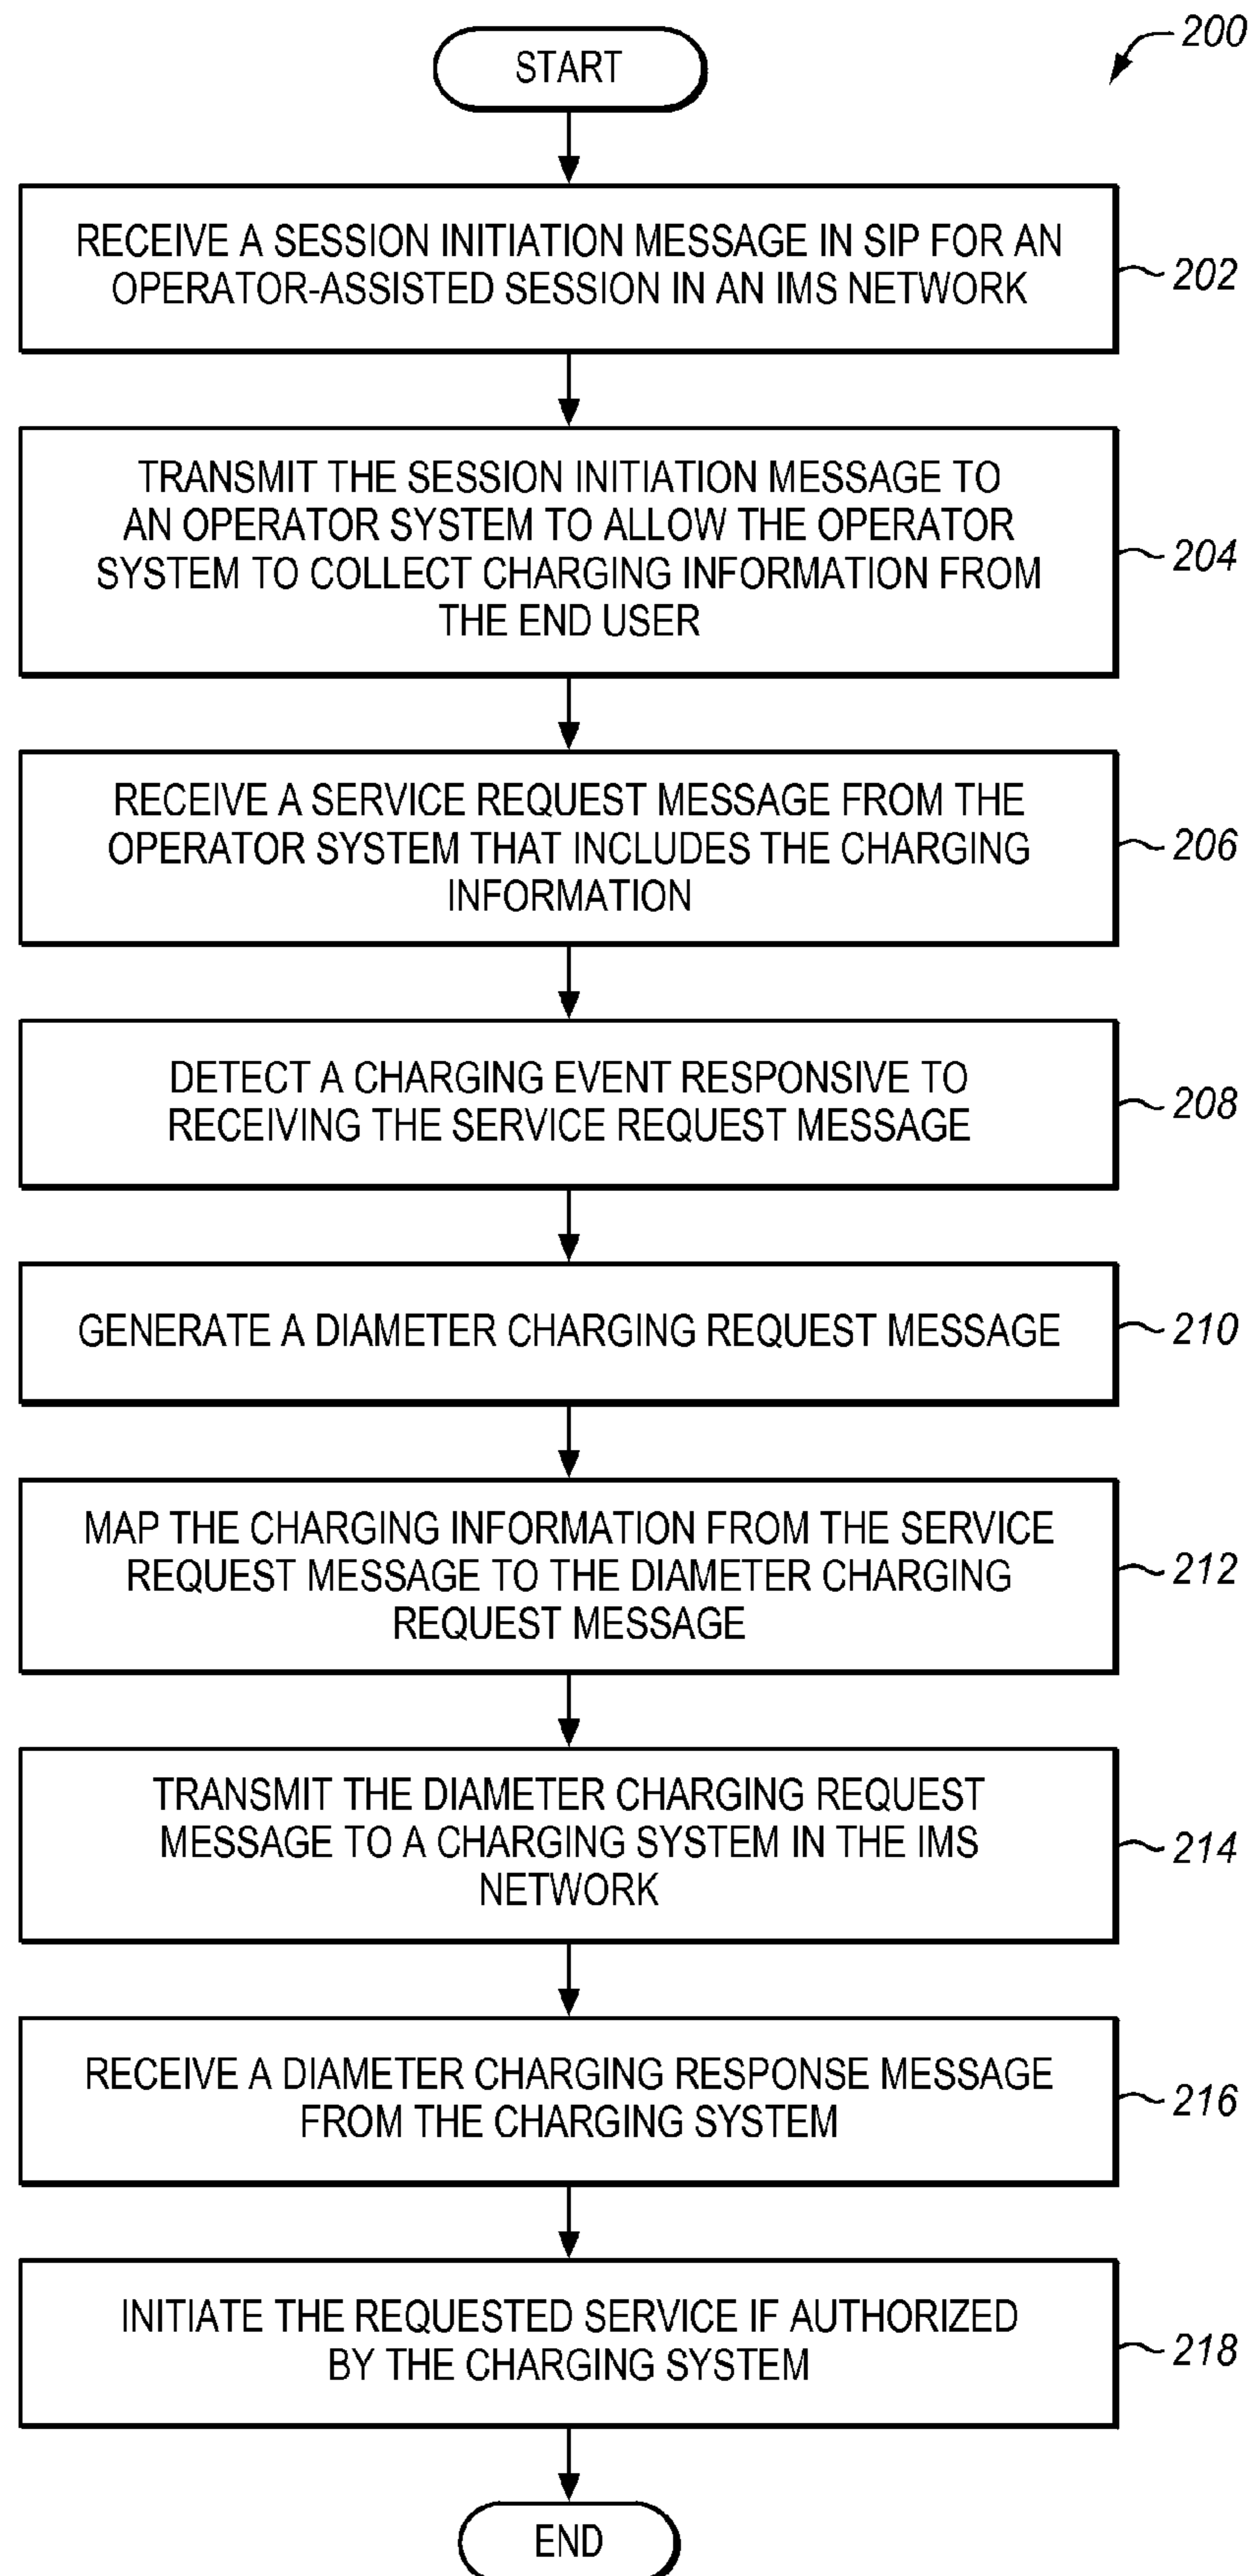 200
START
RECEIVE A SESSION INITIATION MESSAGE IN SIP FOR AN
OPERATOR-ASSISTED SESSION IN AN IMS NETWORK
202
TRANSMIT THE SESSION INITIATION MESSAGE TO
AN OPERATOR SYSTEM TO ALLOW THE OPERATOR
SYSTEM TO COLLECT CHARGING INFORMATION FROM
THE END USER
204
RECEIVE A SERVICE REQUEST MESSAGE FROM THE
OPERATOR SYSTEM THAT INCLUDES THE CHARGING
INFORMATION
206
DETECT A CHARGING EVENT RESPONSIVE TO
RECEIVING THE SERVICE REQUEST MESSAGE
208
GENERATE A DIAMETER CHARGING REQUEST MESSAGE
210
MAP THE CHARGING INFORMATION FROM THE SERVICE
REQUEST MESSAGE TO THE DIAMETER CHARGING
REQUEST MESSAGE
212
TRANSMIT THE DIAMETER CHARGING REQUEST
MESSAGE TO A CHARGING SYSTEM IN THE IMS
NETWORK
214
RECEIVE A DIAMETER CHARGING RESPONSE MESSAGE
FROM THE CHARGING SYSTEM
216
INITIATE THE REQUESTED SERVICE IF AUTHORIZED
BY THE CHARGING SYSTEM
218
END